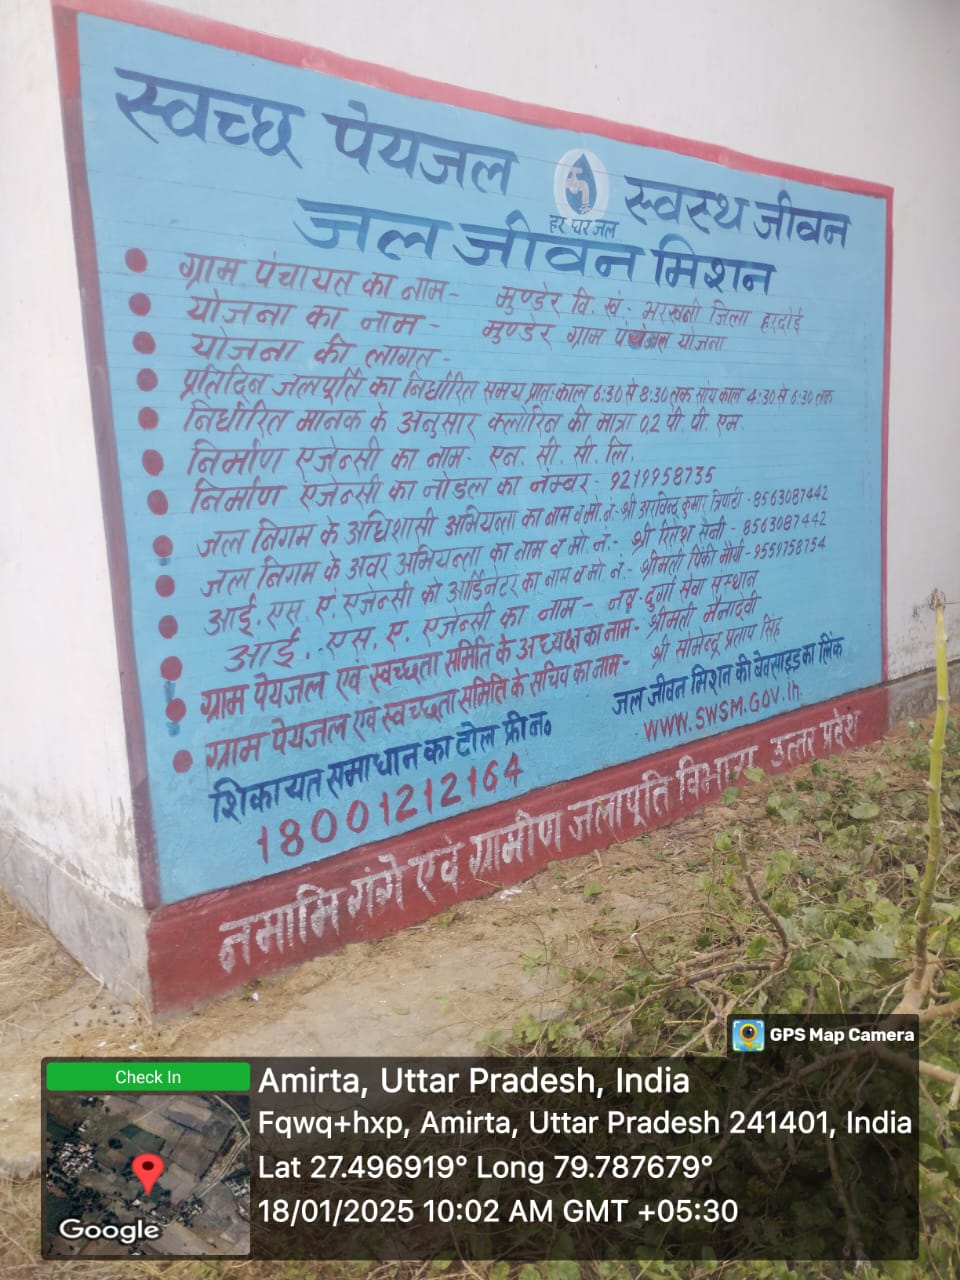 स्वच्छ पेयजल स्वस्थ जीवन
हर घर जल
जल जीवन मिशन
ग्राम पंचायत का नाम- मुण्डेर वि. खं- भरखनी जिला हरदोई
योजना का नाम- मुण्डेर ग्राम पेयजल योजना
योजना की लागत-
प्रतिदिन जलपूर्ति का निर्धारित समय प्रातःकाल 6:30 से 8:30 तक सांय काल 4:30 से 6:30 तक
निर्धारित मानक के अनुसार क्लोरिन की मात्रा 0.2 पी. पी. एम.
निर्माण एजेन्सी का नाम- एन. सी. सी. लि.
निर्माण एजेन्सी का नोडल का नम्बर- 9219958735
जल निगम के अधिशासी अभियन्ता का नाम व मो. नं- श्री अरविन्द कुमार त्रिपाठी - 8563087442
जल निगम के अवर अभियन्ता का नाम व मो. नं.- श्री रितेश सैनी - 8563087442
आई. एस. ए. एजेन्सी को आर्डिनेटर का नाम व मो. नं.- श्रीमती पिंकी मौर्या - 9559758754
आई. एस. ए. एजेन्सी का नाम- नव दुर्गा सेवा संस्थान
ग्राम पेयजल एवं स्वच्छता समिति के अध्यक्ष का नाम- श्रीमती मैनादेवी
ग्राम पेयजल एवं स्वच्छता समिति के सचिव का नाम- श्री सोमेन्द्र प्रताप सिंह
शिकायत समाधान का टोल फ्री नं०
18001212164
जल जीवन मिशन की वेबसाइड का लिंक
WWW.SWSM.GOV.in.
नमामि गंगे एवं ग्रामीण जलापूर्ति विभाग उत्तर प्रदेश
GPS Map Camera
Check In
Google
Amirta, Uttar Pradesh, India
Fqwq+hxp, Amirta, Uttar Pradesh 241401, India
Lat 27.496919° Long 79.787679°
18/01/2025 10:02 AM GMT +05:30